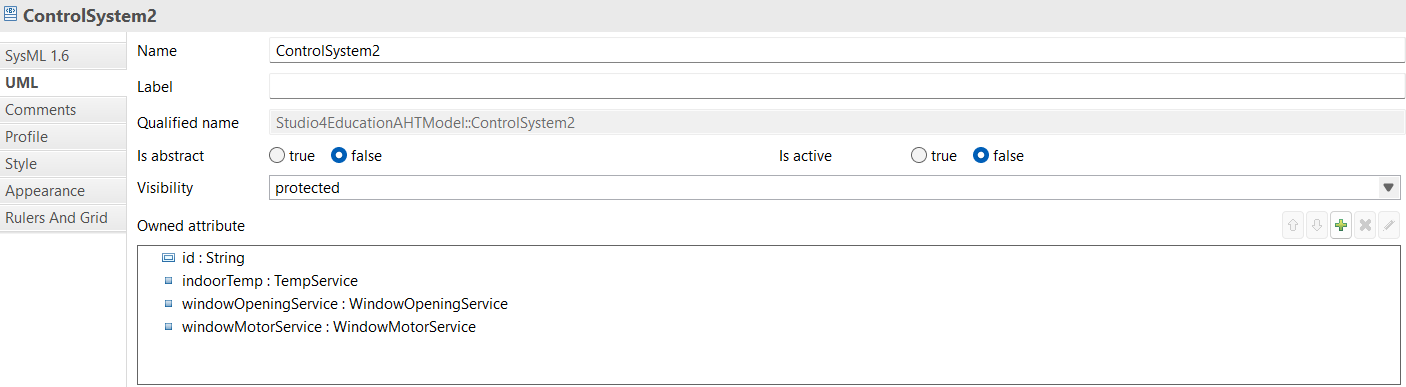 ControlSystem2
SysML 1.6
UML
Comments
Profile
Style
Appearance
Rulers And Grid
Name ControlSystem2
Label
Qualified name Studio4EducationAHTModel::ControlSystem2
Is abstract true false Is active true false
Visibility protected
Owned attribute
id : String
indoorTemp : TempService
windowOpeningService : WindowOpeningService
windowMotorService : WindowMotorService